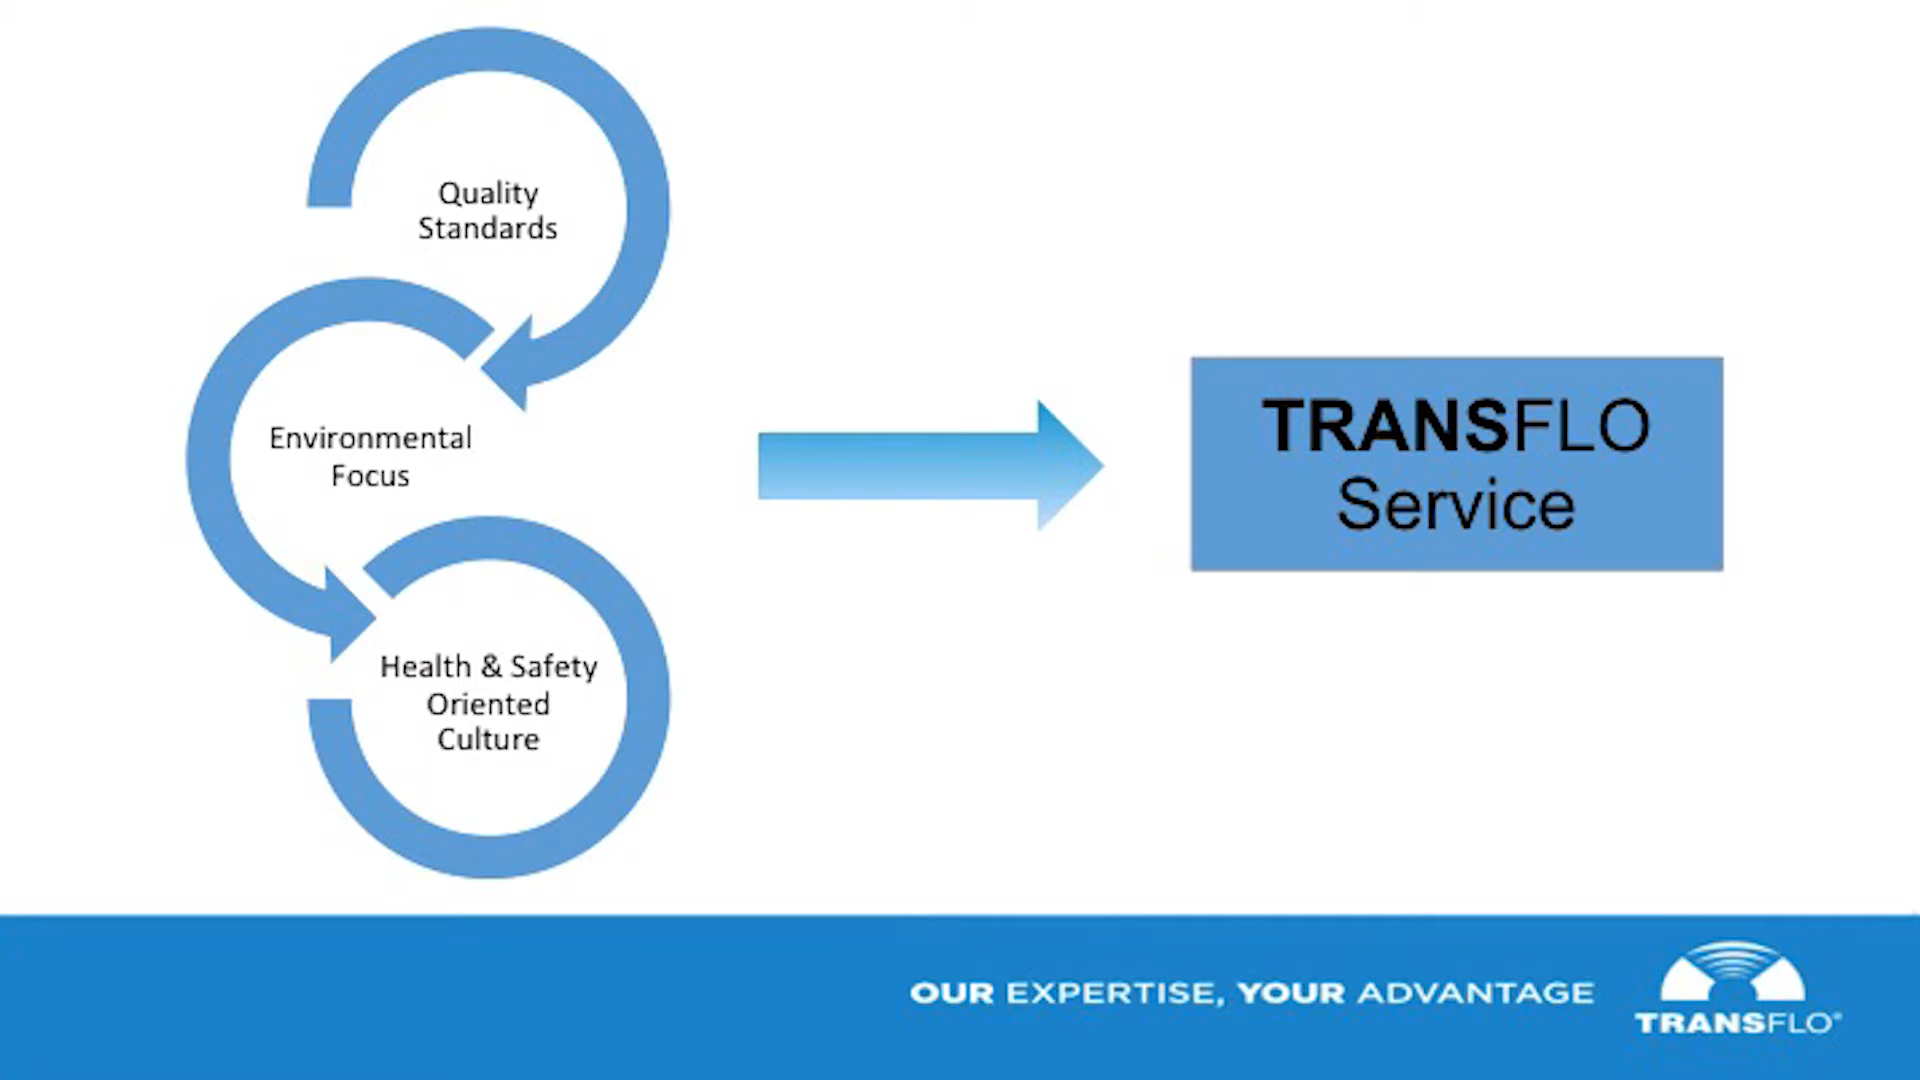 Quality
Standards
Environmental
Focus
Health & Safety
Oriented
Culture
TRANSFLO
Service
OUR EXPERTISE, YOUR ADVANTAGE
TRANSFLO®